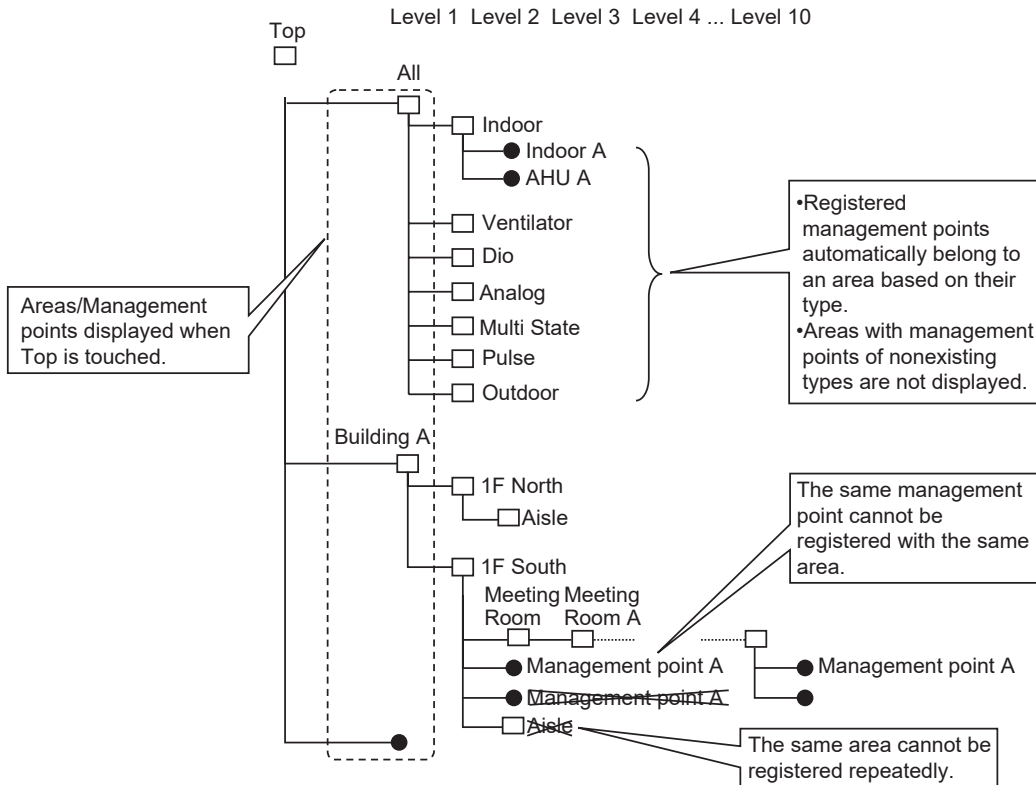 Level 1 Level 2 Level 3 Level 4 ... Level 10
Top
All
Indoor
Indoor A
AHU A
Ventilator
Dio
Analog
Multi State
Pulse
Outdoor
•Registered
management points
automatically belong to
an area based on their
type.
•Areas with management
points of nonexisting
types are not displayed.
Areas/Management
points displayed when
Top is touched.
Building A
1F North
Aisle
1F South
The same management
point cannot be
registered with the same
area.
Meeting
Room
Meeting
Room A
Management point A
Management point A
Management point A
Aisle
The same area cannot be
registered repeatedly.